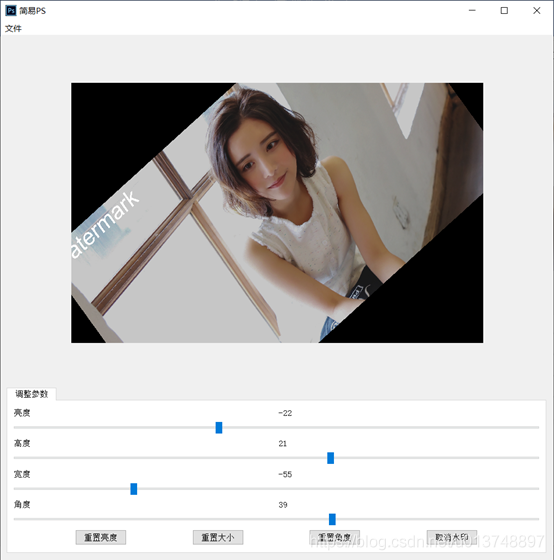 Ps 简易PS
文件
atermark
调整参数
亮度 -22
高度 21
宽度 -55
角度 39
重置亮度 重置大小 重置角度 取消水印
https://blog.csdn.net/u013748897